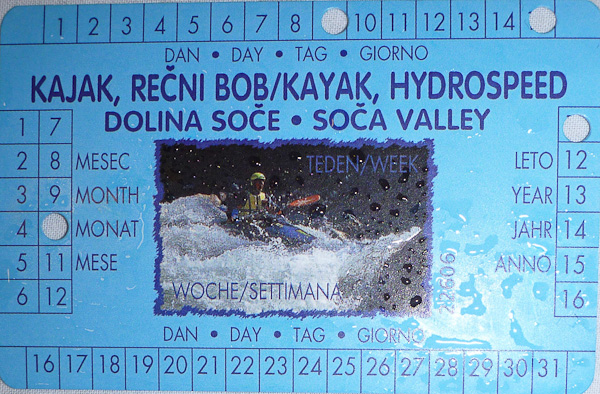 1 2 3 4 5 6 7 8 10 11 12 13 14
DAN • DAY • TAG • GIORNO
KAJAK, REČNI BOB/KAYAK, HYDROSPEED
DOLINA SOČE • SOČA VALLEY
1 7
2 8 MESEC LETO 12
3 9 MONTH YEAR 13
4 MONAT JAHR 14
5 11 MESE ANNO 15
6 12 16
TEDEN/WEEK
WOCHE/SETTIMANA
DAN • DAY • TAG • GIORNO
16 17 18 19 20 21 22 23 24 25 26 27 28 29 30 31